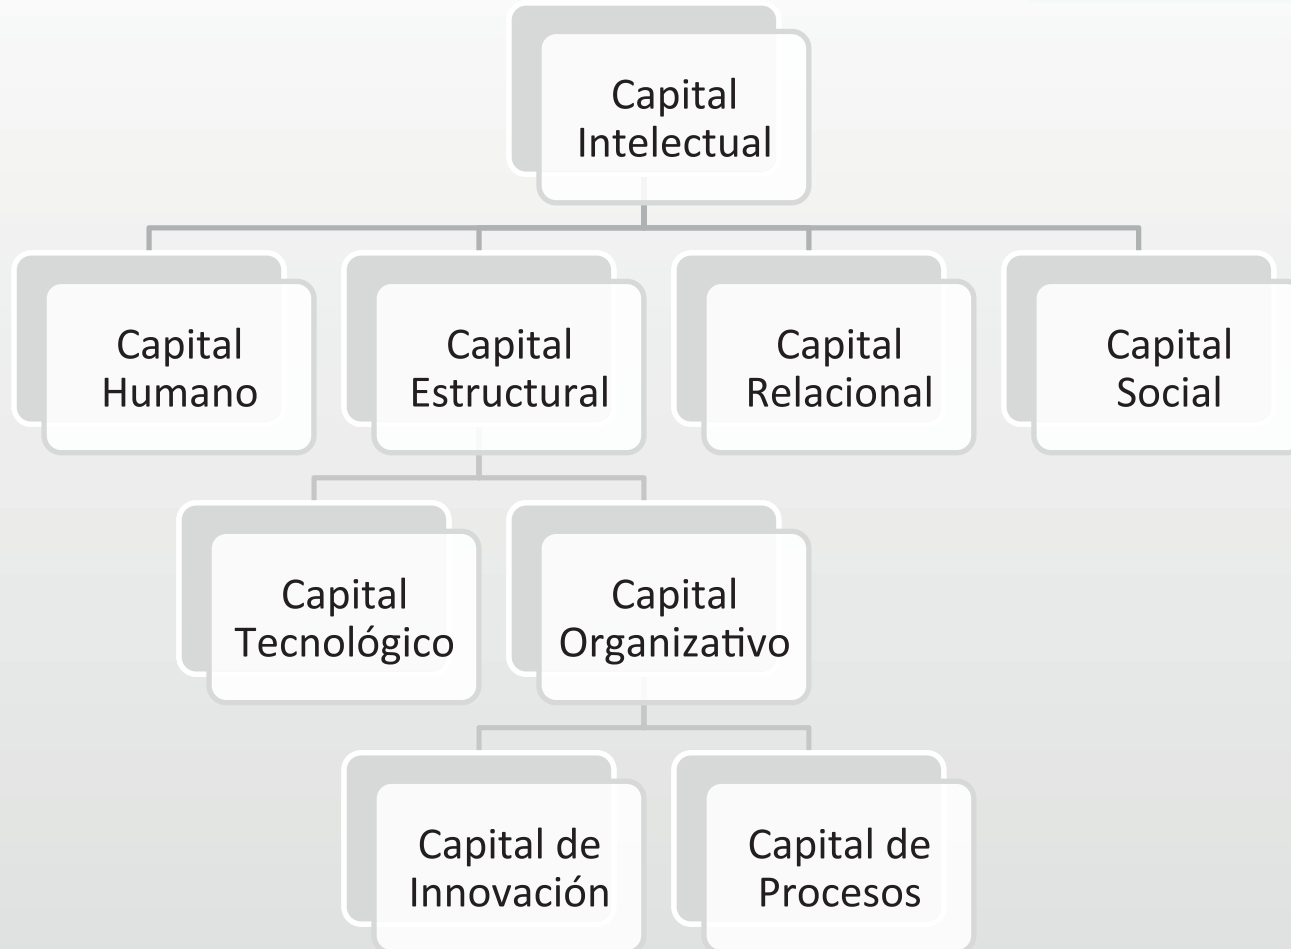 Capital
Intelectual
Capital
Humano
Capital
Estructural
Capital
Relacional
Capital
Social
Capital
Tecnológico
Capital
Organizativo
Capital de
Innovación
Capital de
Procesos